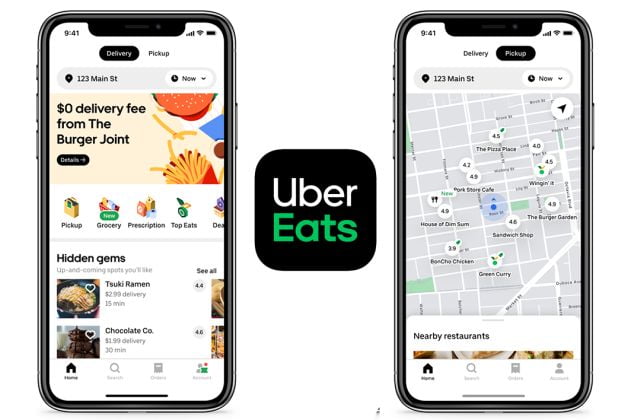 9:41
Delivery
Pickup
123 Main St
Now
$0 delivery fee
from The
Burger Joint
Details
New
Pickup
Grocery
Prescription
Top Eats
Dea
Hidden gems
Up-and-coming spots you'll like
See all
Tsuki Ramen
4.4
$2.99 delivery
15 min
Chocolate Co.
4.6
$1.99 delivery
30 min
Home
Search
Orders
Account
Uber
Eats
9:41
Delivery
Pickup
123 Main St
Now
4.5
The Pizza Place
4.0
4.2
4.5
4.9
Wingin' it
New
Pork Store Cafe
4.9
House of Dim Sum
4.9
The Burger Garden
4.6
Sandwich Shop
3.9
BonCho Chicken
Green Curry
Market St
Nearby restaurants
Home
Search
Orders
Account